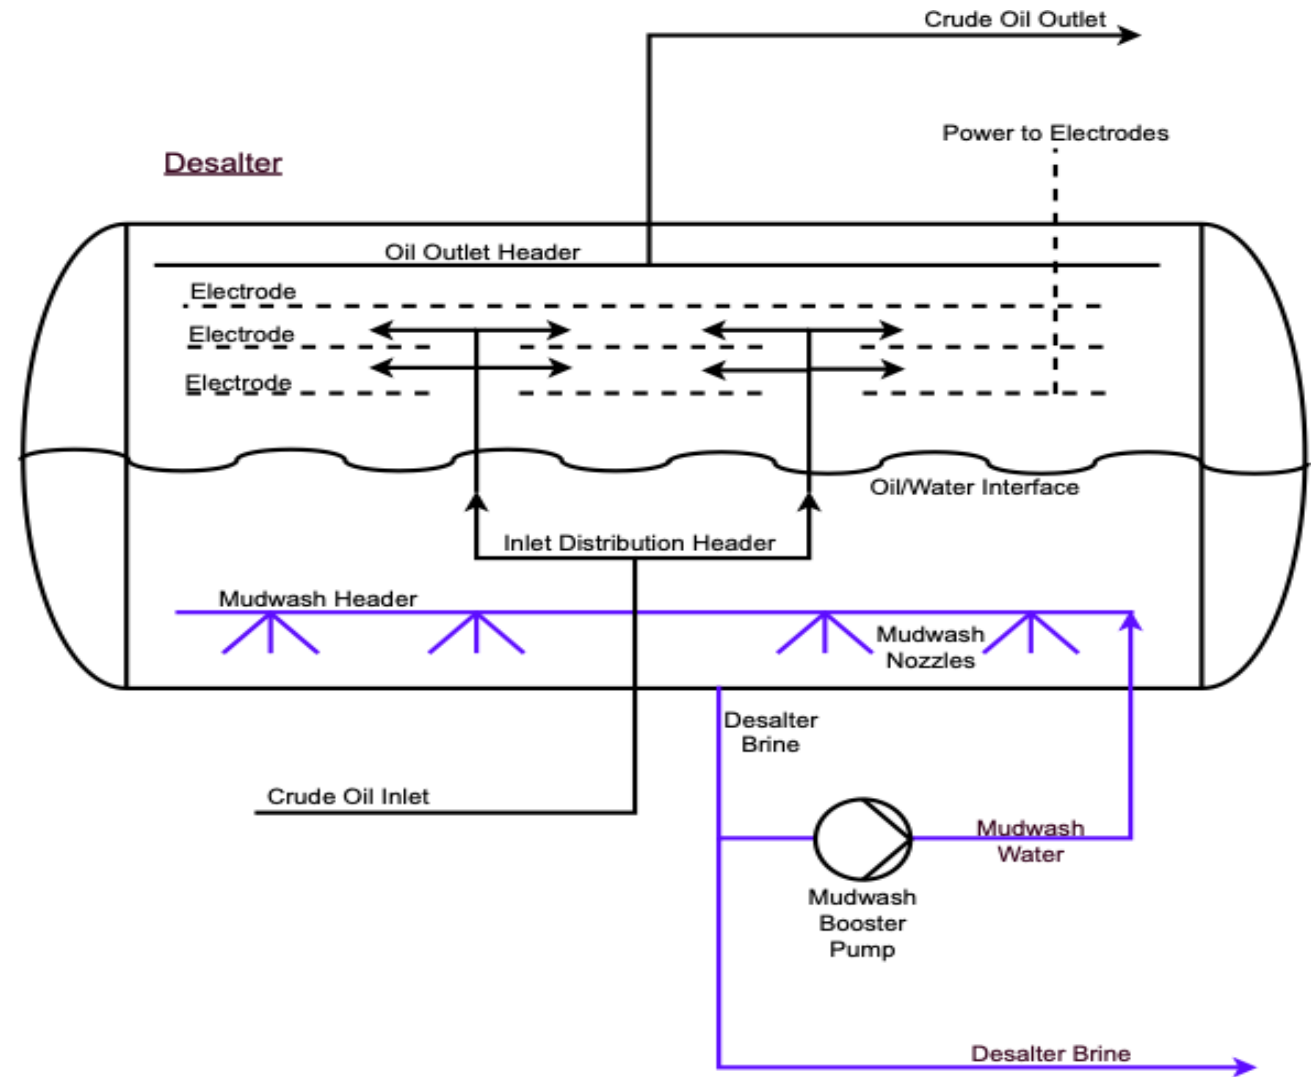 Crude Oil Outlet
Power to Electrodes
Desalter
Oil Outlet Header
Electrode
Electrode
Electrode
Oil/Water Interface
Inlet Distribution Header
Mudwash Header
Mudwash
Nozzles
Desalter
Brine
Crude Oil Inlet
Mudwash
Water
Mudwash
Booster
Pump
Desalter Brine